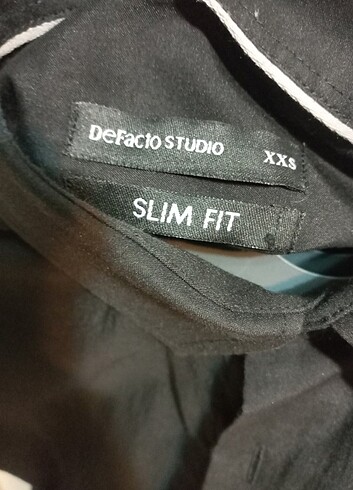 DeFacto STUDIO XXS
SLIM FIT